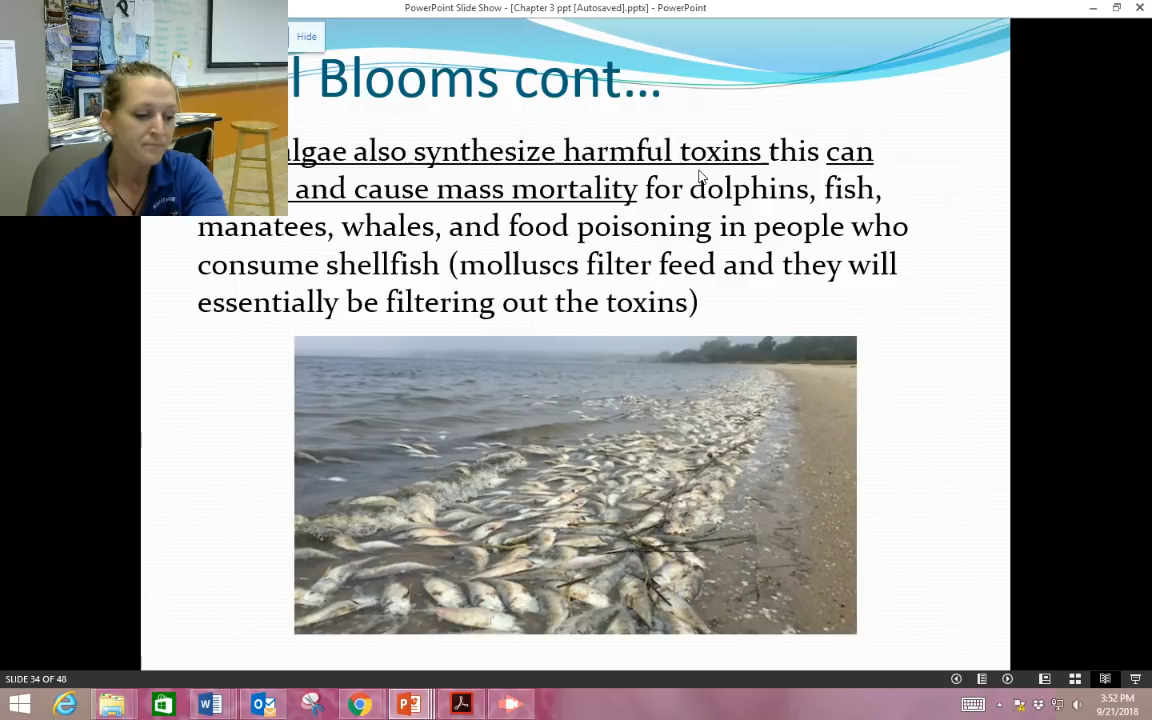 PowerPoint Slide Show - [Chapter 3 ppt [Autosaved].pptx] - PowerPoint
Hide
l Blooms cont...
lgae also synthesize harmful toxins this can
and cause mass mortality for dolphins, fish,
manatees, whales, and food poisoning in people who
consume shellfish (molluscs filter feed and they will
essentially be filtering out the toxins)
SLIDE 34 OF 48
3:52 PM
9/21/2018